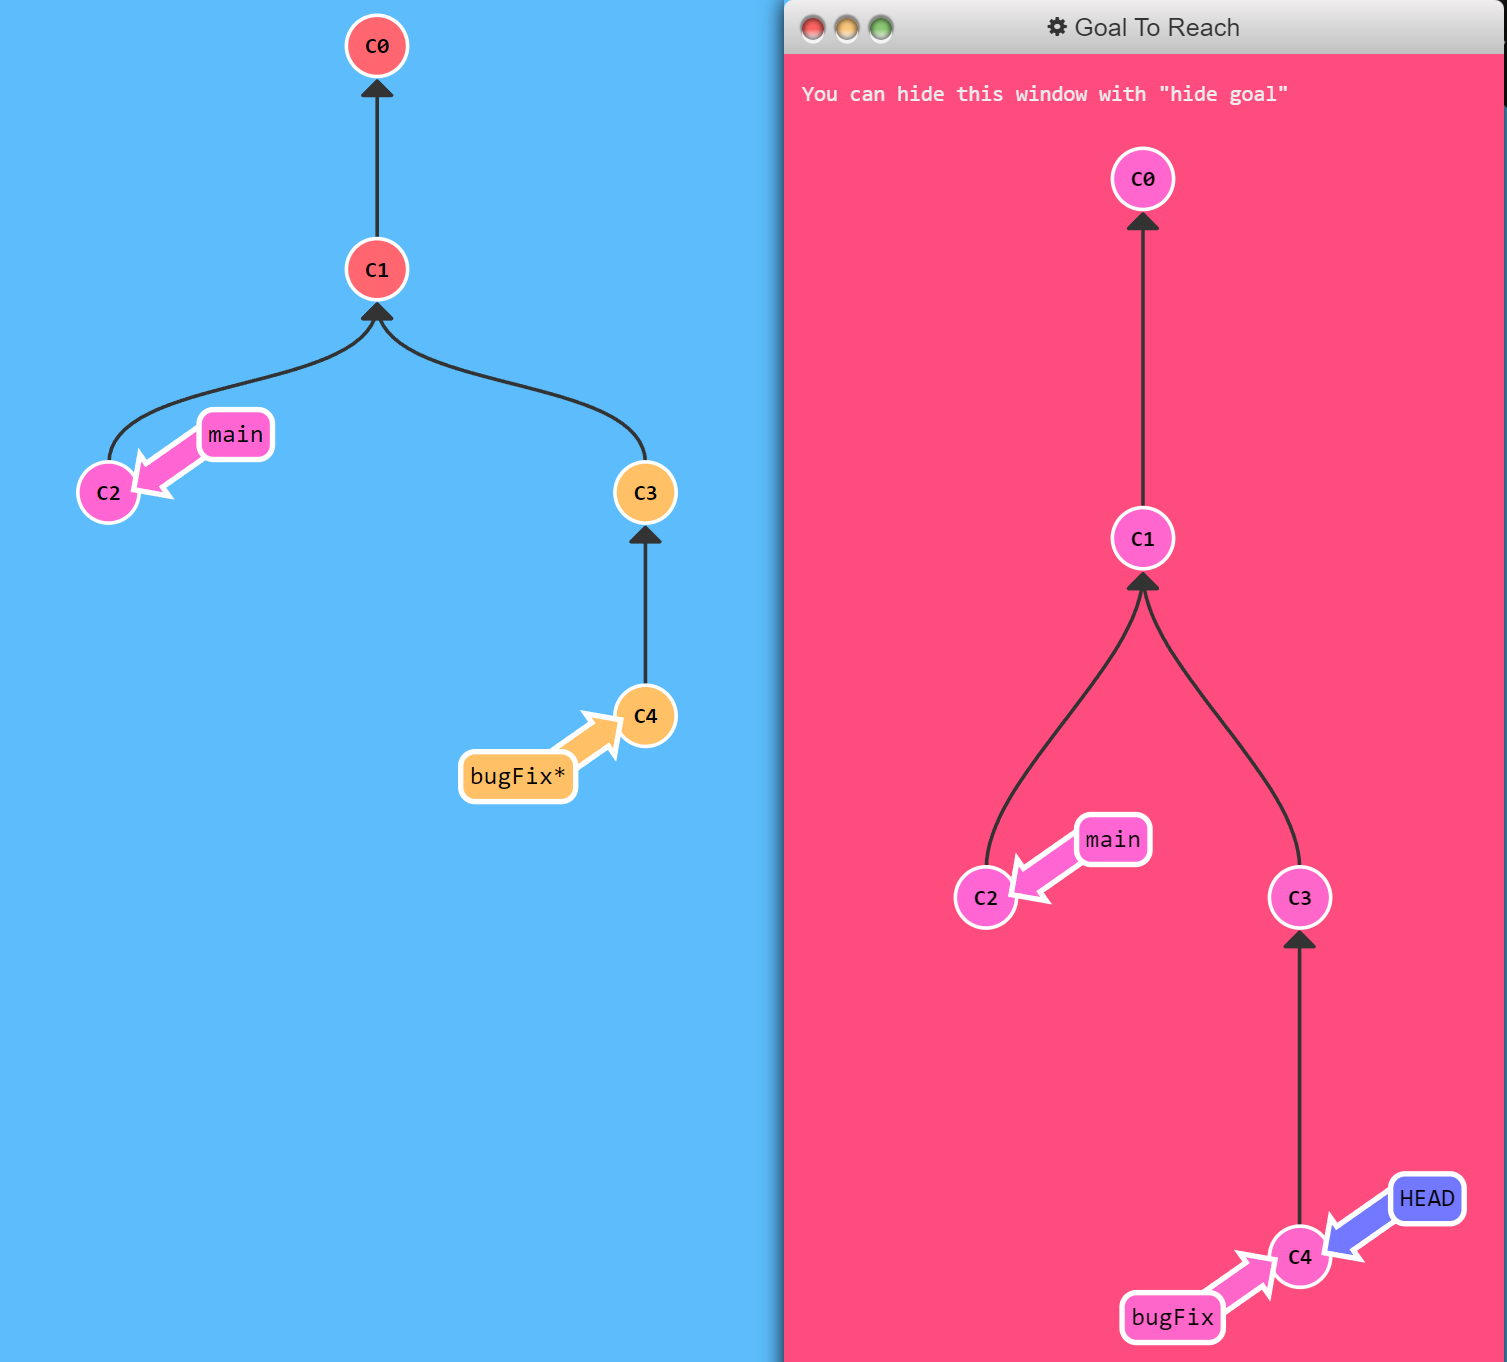 C0
C1
main
C2
C3
C4
bugFix*
Goal To Reach
You can hide this window with "hide goal"
C0
C1
main
C2
C3
HEAD
C4
bugFix